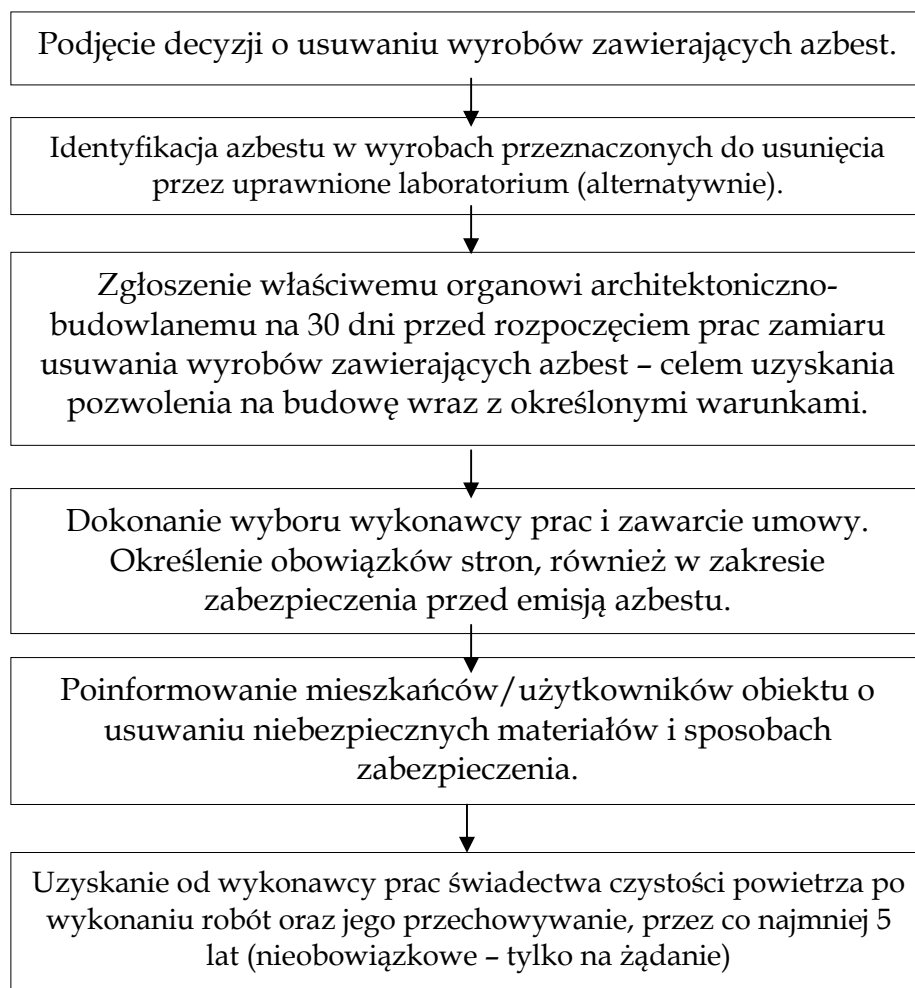 Podjęcie decyzji o usuwaniu wyrobów zawierających azbest.
Identyfikacja azbestu w wyrobach przeznaczonych do usunięcia
przez uprawnione laboratorium (alternatywnie).
Zgłoszenie właściwemu organowi architektoniczno-
budowlanemu na 30 dni przed rozpoczęciem prac zamiaru
usuwania wyrobów zawierających azbest – celem uzyskania
pozwolenia na budowę wraz z określonymi warunkami.
Dokonanie wyboru wykonawcy prac i zawarcie umowy.
Określenie obowiązków stron, również w zakresie
zabezpieczenia przed emisją azbestu.
Poinformowanie mieszkańców/użytkowników obiektu o
usuwaniu niebezpiecznych materiałów i sposobach
zabezpieczenia.
Uzyskanie od wykonawcy prac świadectwa czystości powietrza po
wykonaniu robót oraz jego przechowywanie, przez co najmniej 5
lat (nieobowiązkowe – tylko na żądanie)